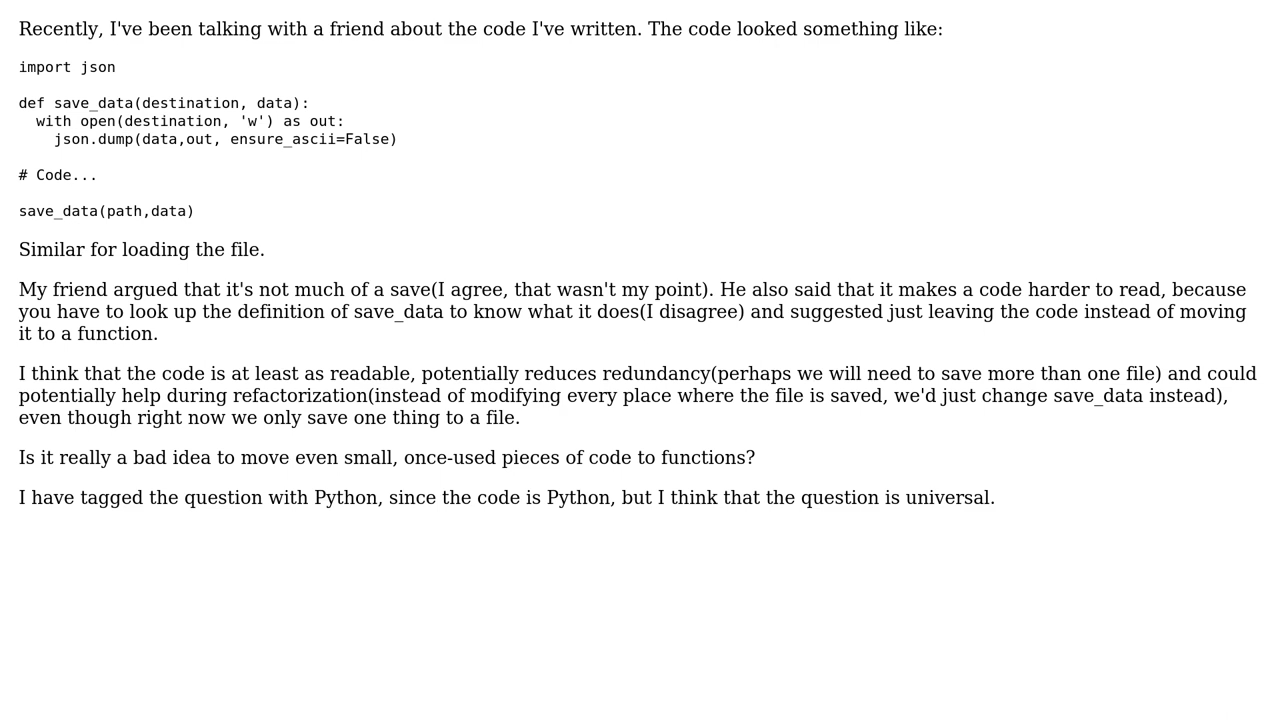 Recently, I've been talking with a friend about the code I've written. The code looked something like:
import json
def save_data(destination, data):
  with open(destination, 'w') as out:
    json.dump(data,out, ensure_ascii=False)
# Code...
save_data(path,data)
Similar for loading the file.
My friend argued that it's not much of a save(I agree, that wasn't my point). He also said that it makes a code harder to read, because
you have to look up the definition of save_data to know what it does(I disagree) and suggested just leaving the code instead of moving
it to a function.
I think that the code is at least as readable, potentially reduces redundancy(perhaps we will need to save more than one file) and could
potentially help during refactorization(instead of modifying every place where the file is saved, we'd just change save_data instead),
even though right now we only save one thing to a file.
Is it really a bad idea to move even small, once-used pieces of code to functions?
I have tagged the question with Python, since the code is Python, but I think that the question is universal.